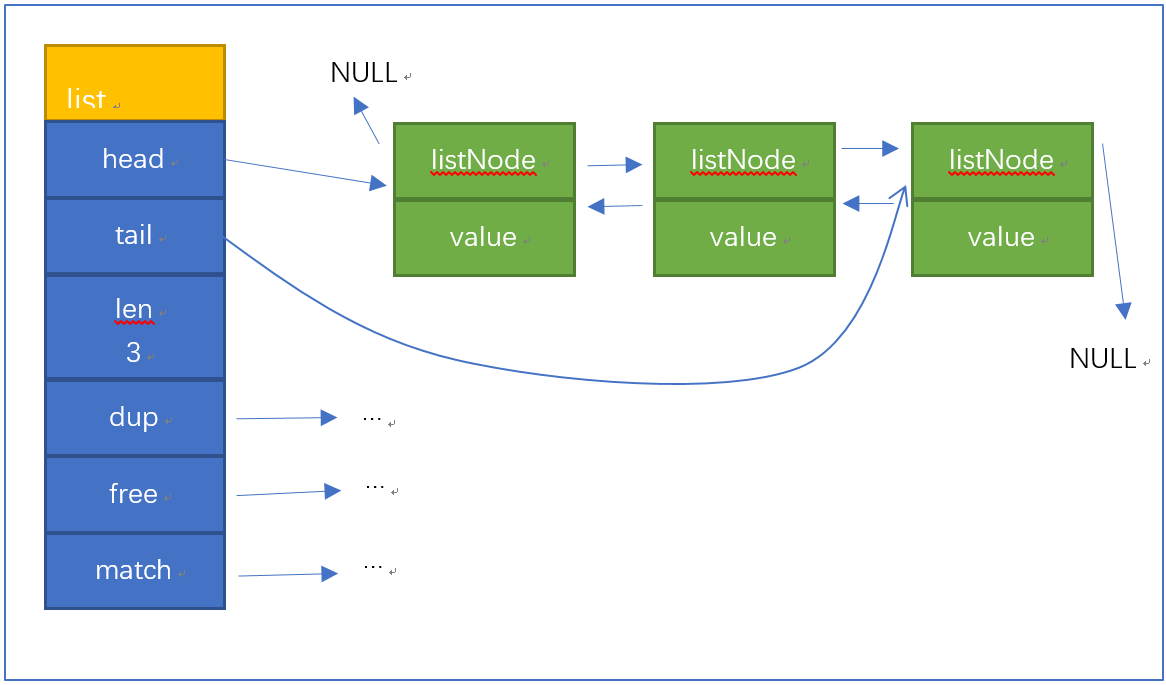 list
head
tail
len
3
dup
free
match
NULL
listNode
value
listNode
value
listNode
value
NULL
...
...
...